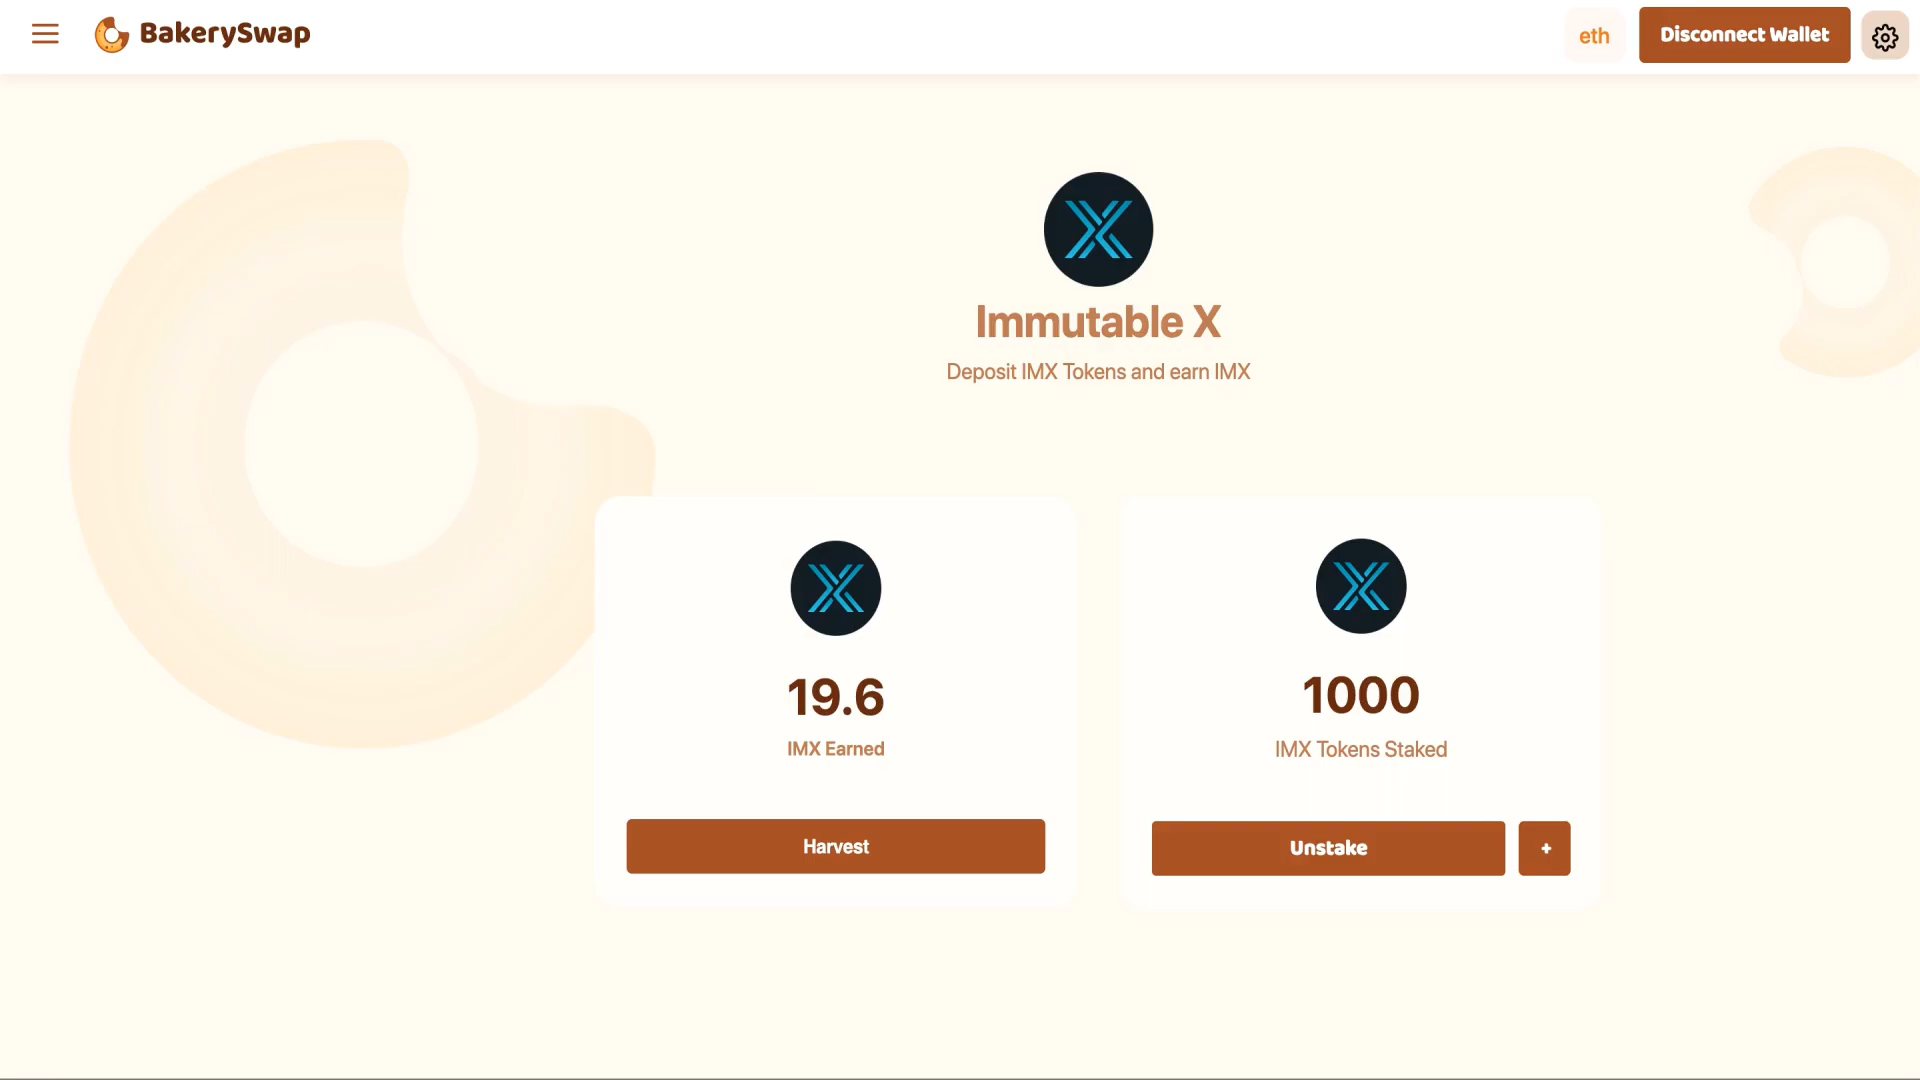 BakerySwap
eth
Disconnect Wallet
Immutable X
Deposit IMX Tokens and earn IMX
19.6
IMX Earned
Harvest
1000
IMX Tokens Staked
Unstake
+